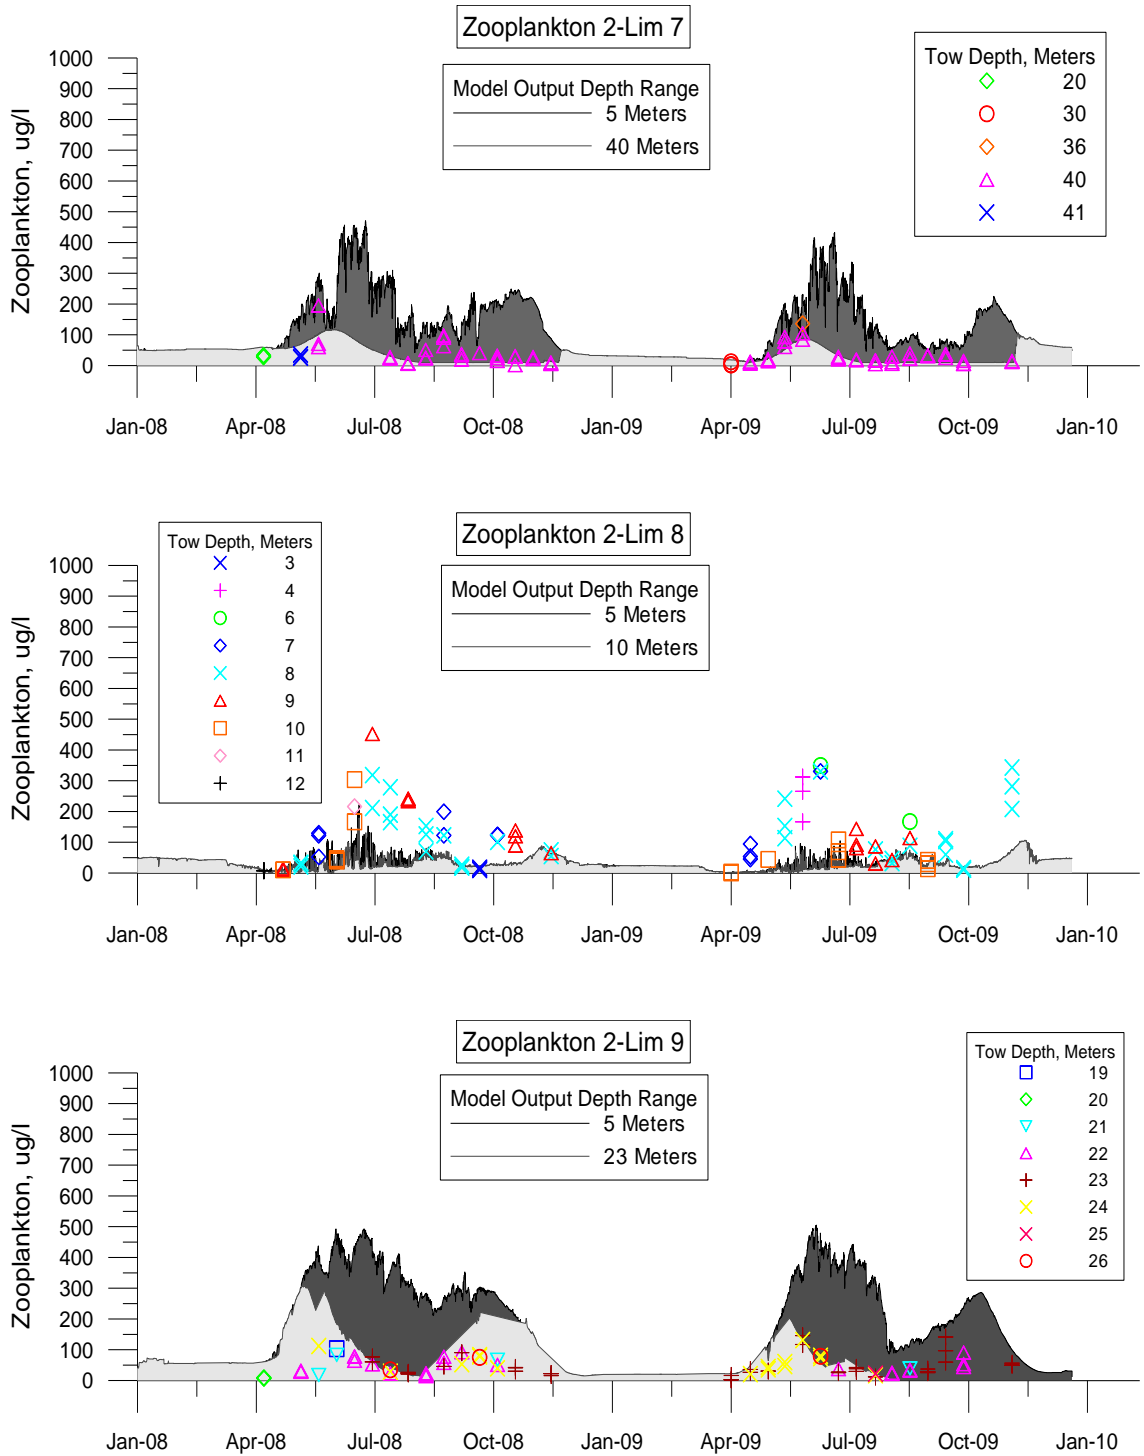 Zooplankton 2-Lim 7
Model Output Depth Range
5 Meters
40 Meters
Tow Depth, Meters
20
30
36
40
41
Zooplankton, ug/l
1000
900
800
700
600
500
400
300
200
100
0
Jan-08 Apr-08 Jul-08 Oct-08 Jan-09 Apr-09 Jul-09 Oct-09 Jan-10
Zooplankton 2-Lim 8
Tow Depth, Meters
3
4
6
7
8
9
10
11
12
Model Output Depth Range
5 Meters
10 Meters
Zooplankton, ug/l
1000
900
800
700
600
500
400
300
200
100
0
Jan-08 Apr-08 Jul-08 Oct-08 Jan-09 Apr-09 Jul-09 Oct-09 Jan-10
Zooplankton 2-Lim 9
Model Output Depth Range
5 Meters
23 Meters
Tow Depth, Meters
19
20
21
22
23
24
25
26
Zooplankton, ug/l
1000
900
800
700
600
500
400
300
200
100
0
Jan-08 Apr-08 Jul-08 Oct-08 Jan-09 Apr-09 Jul-09 Oct-09 Jan-10